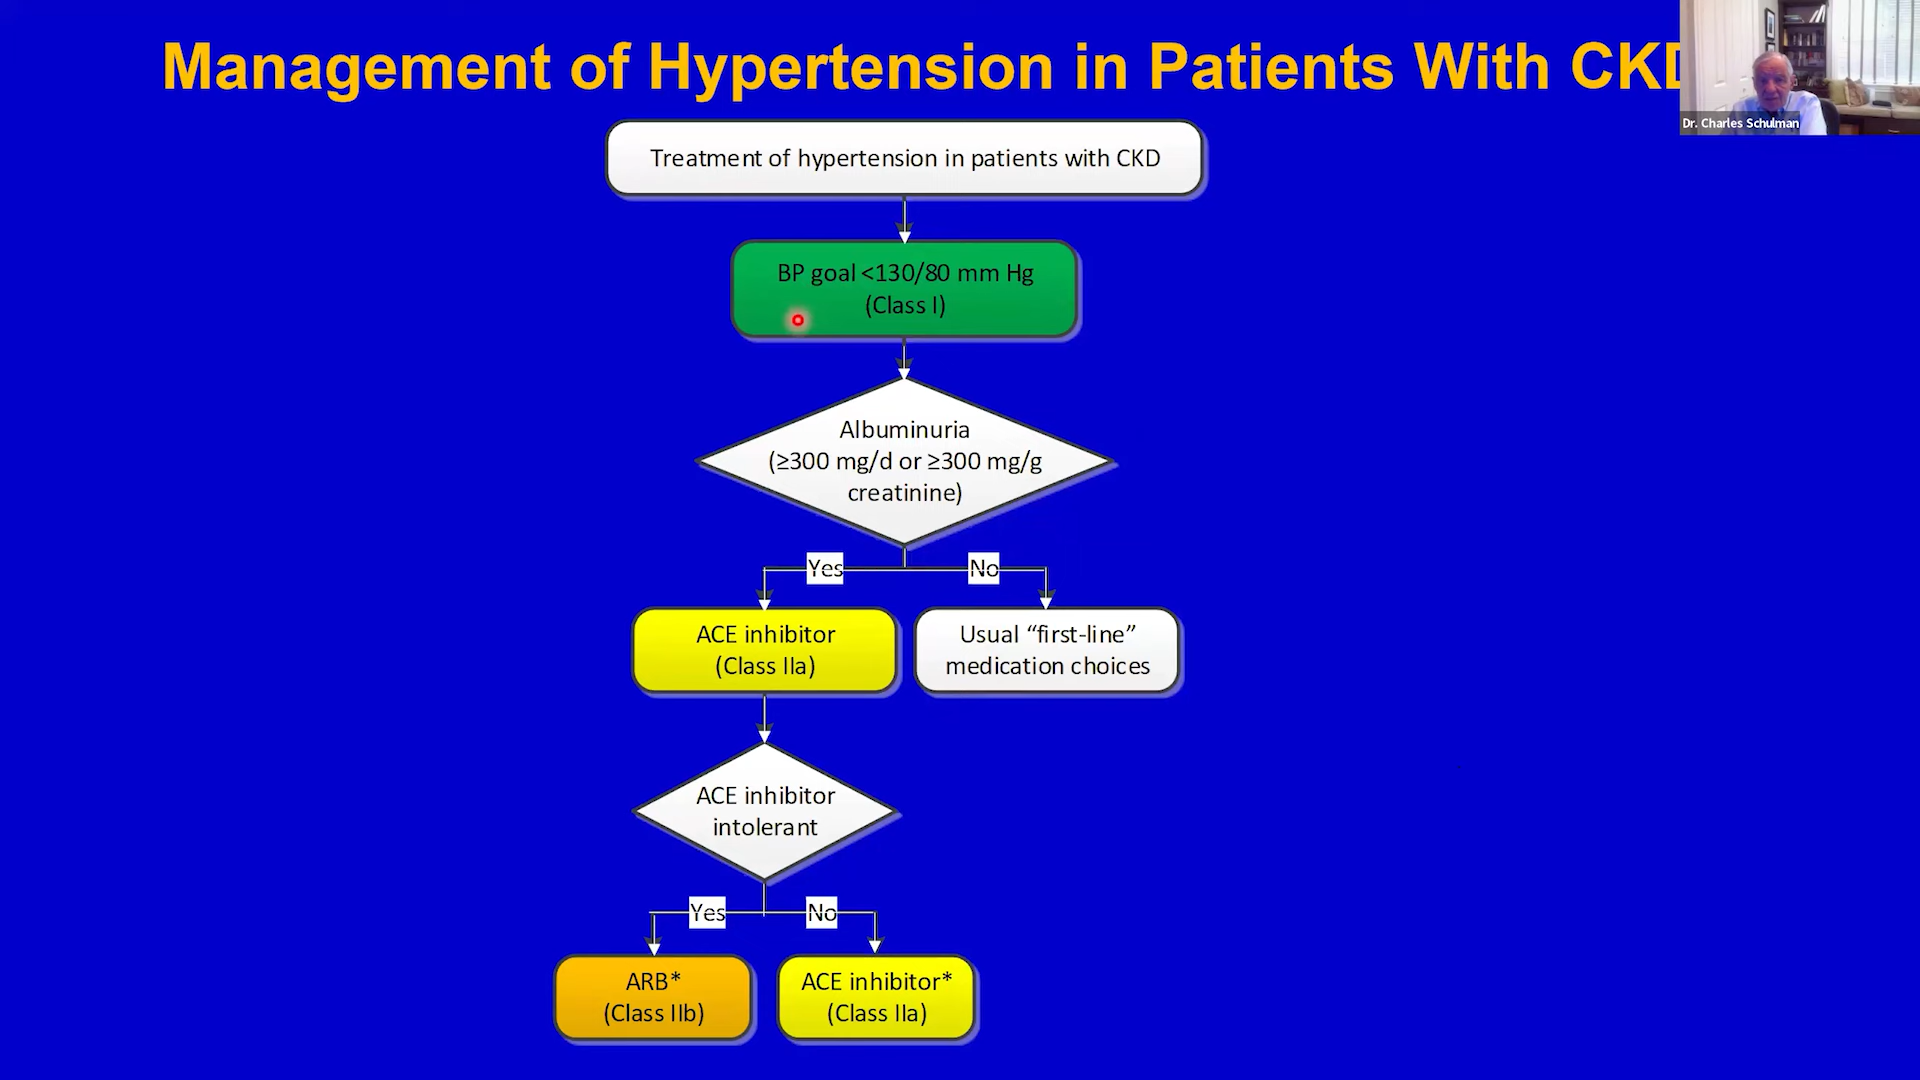 Management of Hypertension in Patients With CKD
Dr. Charles Schulman
Treatment of hypertension in patients with CKD
BP goal <130/80 mm Hg
(Class I)
Albuminuria
(≥300 mg/d or ≥300 mg/g
creatinine)
Yes
No
ACE inhibitor
(Class IIa)
Usual “first-line”
medication choices
ACE inhibitor
intolerant
Yes
No
ARB*
(Class IIb)
ACE inhibitor*
(Class IIa)